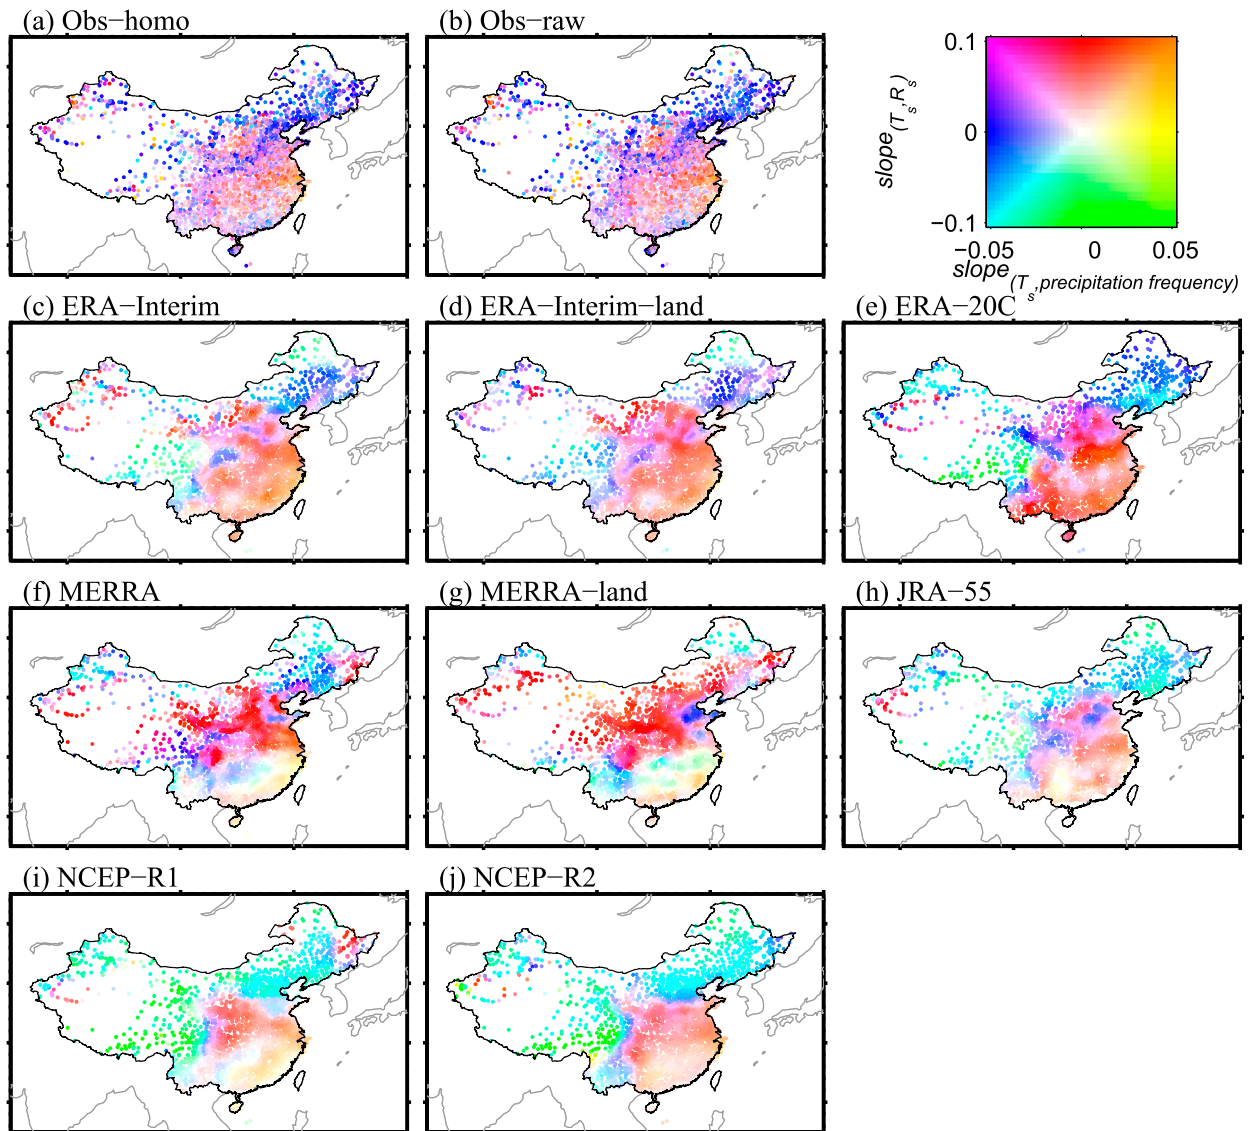 (a) Obs−homo
(b) Obs−raw
0.1
0
−0.1
slope(Ts,Rs)
−0.05
0
0.05
slope(Ts,precipitation frequency)
(c) ERA−Interim
(d) ERA−Interim−land
(e) ERA−20C
(f) MERRA
(g) MERRA−land
(h) JRA−55
(i) NCEP−R1
(j) NCEP−R2